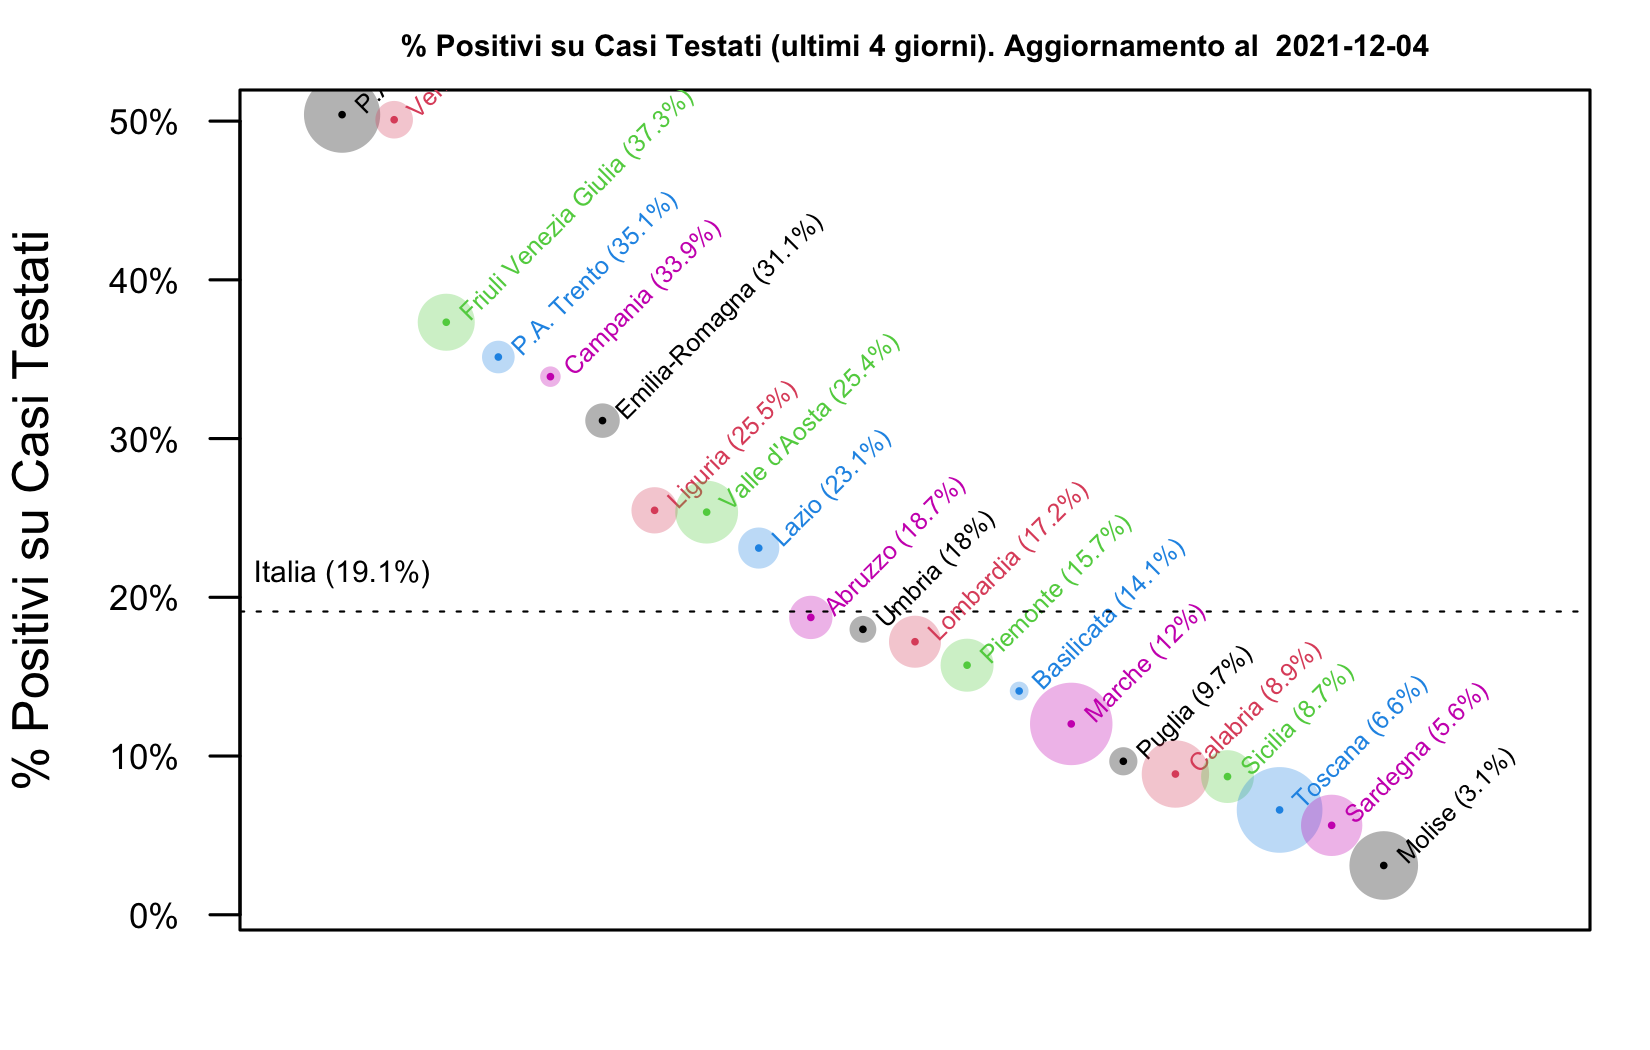 % Positivi su Casi Testati (ultimi 4 giorni). Aggiornamento al  2021-12-04
% Positivi su Casi Testati
50%
40%
30%
20%
10%
0%
Friuli Venezia Giulia (37.3%)
P.A. Trento (35.1%)
Campania (33.9%)
Emilia-Romagna (31.1%)
Liguria (25.5%)
Valle d'Aosta (25.4%)
Lazio (23.1%)
Italia (19.1%)
Abruzzo (18.7%)
Umbria (18%)
Lombardia (17.2%)
Piemonte (15.7%)
Basilicata (14.1%)
Marche (12%)
Puglia (9.7%)
Calabria (8.9%)
Sicilia (8.7%)
Toscana (6.6%)
Sardegna (5.6%)
Molise (3.1%)